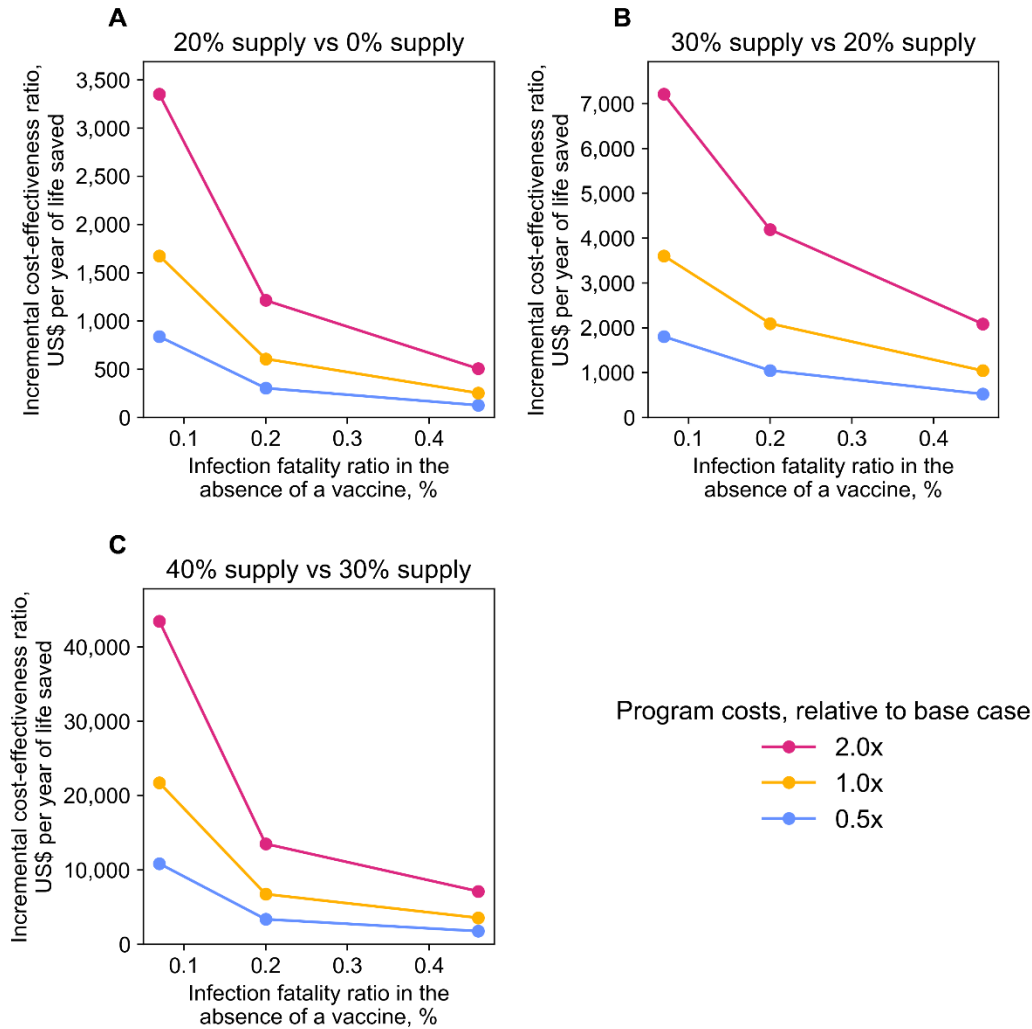 A
20% supply vs 0% supply
Incremental cost-effectiveness ratio,
US$ per year of life saved
3,500
3,000
2,500
2,000
1,500
1,000
500
0
0.1 0.2 0.3 0.4
Infection fatality ratio in the
absence of a vaccine, %
B
30% supply vs 20% supply
Incremental cost-effectiveness ratio,
US$ per year of life saved
7,000
6,000
5,000
4,000
3,000
2,000
1,000
0
0.1 0.2 0.3 0.4
Infection fatality ratio in the
absence of a vaccine, %
C
40% supply vs 30% supply
Incremental cost-effectiveness ratio,
US$ per year of life saved
40,000
30,000
20,000
10,000
0
0.1 0.2 0.3 0.4
Infection fatality ratio in the
absence of a vaccine, %
Program costs, relative to base case
2.0x
1.0x
0.5x